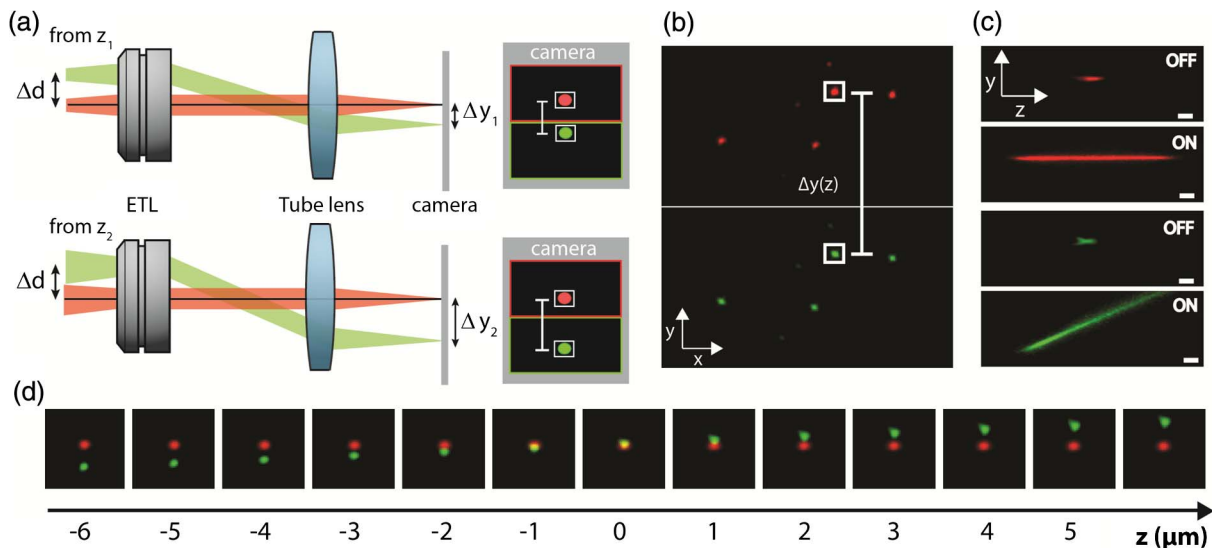 (a)
from z1
Δd
Δy1
camera
ETL
Tube lens
camera
from z2
Δd
Δy2
camera
(b)
Δy(z)
y
x
(c)
y
z
OFF
ON
OFF
ON
(d)
-6 -5 -4 -3 -2 -1 0 1 2 3 4 5 z (μm)